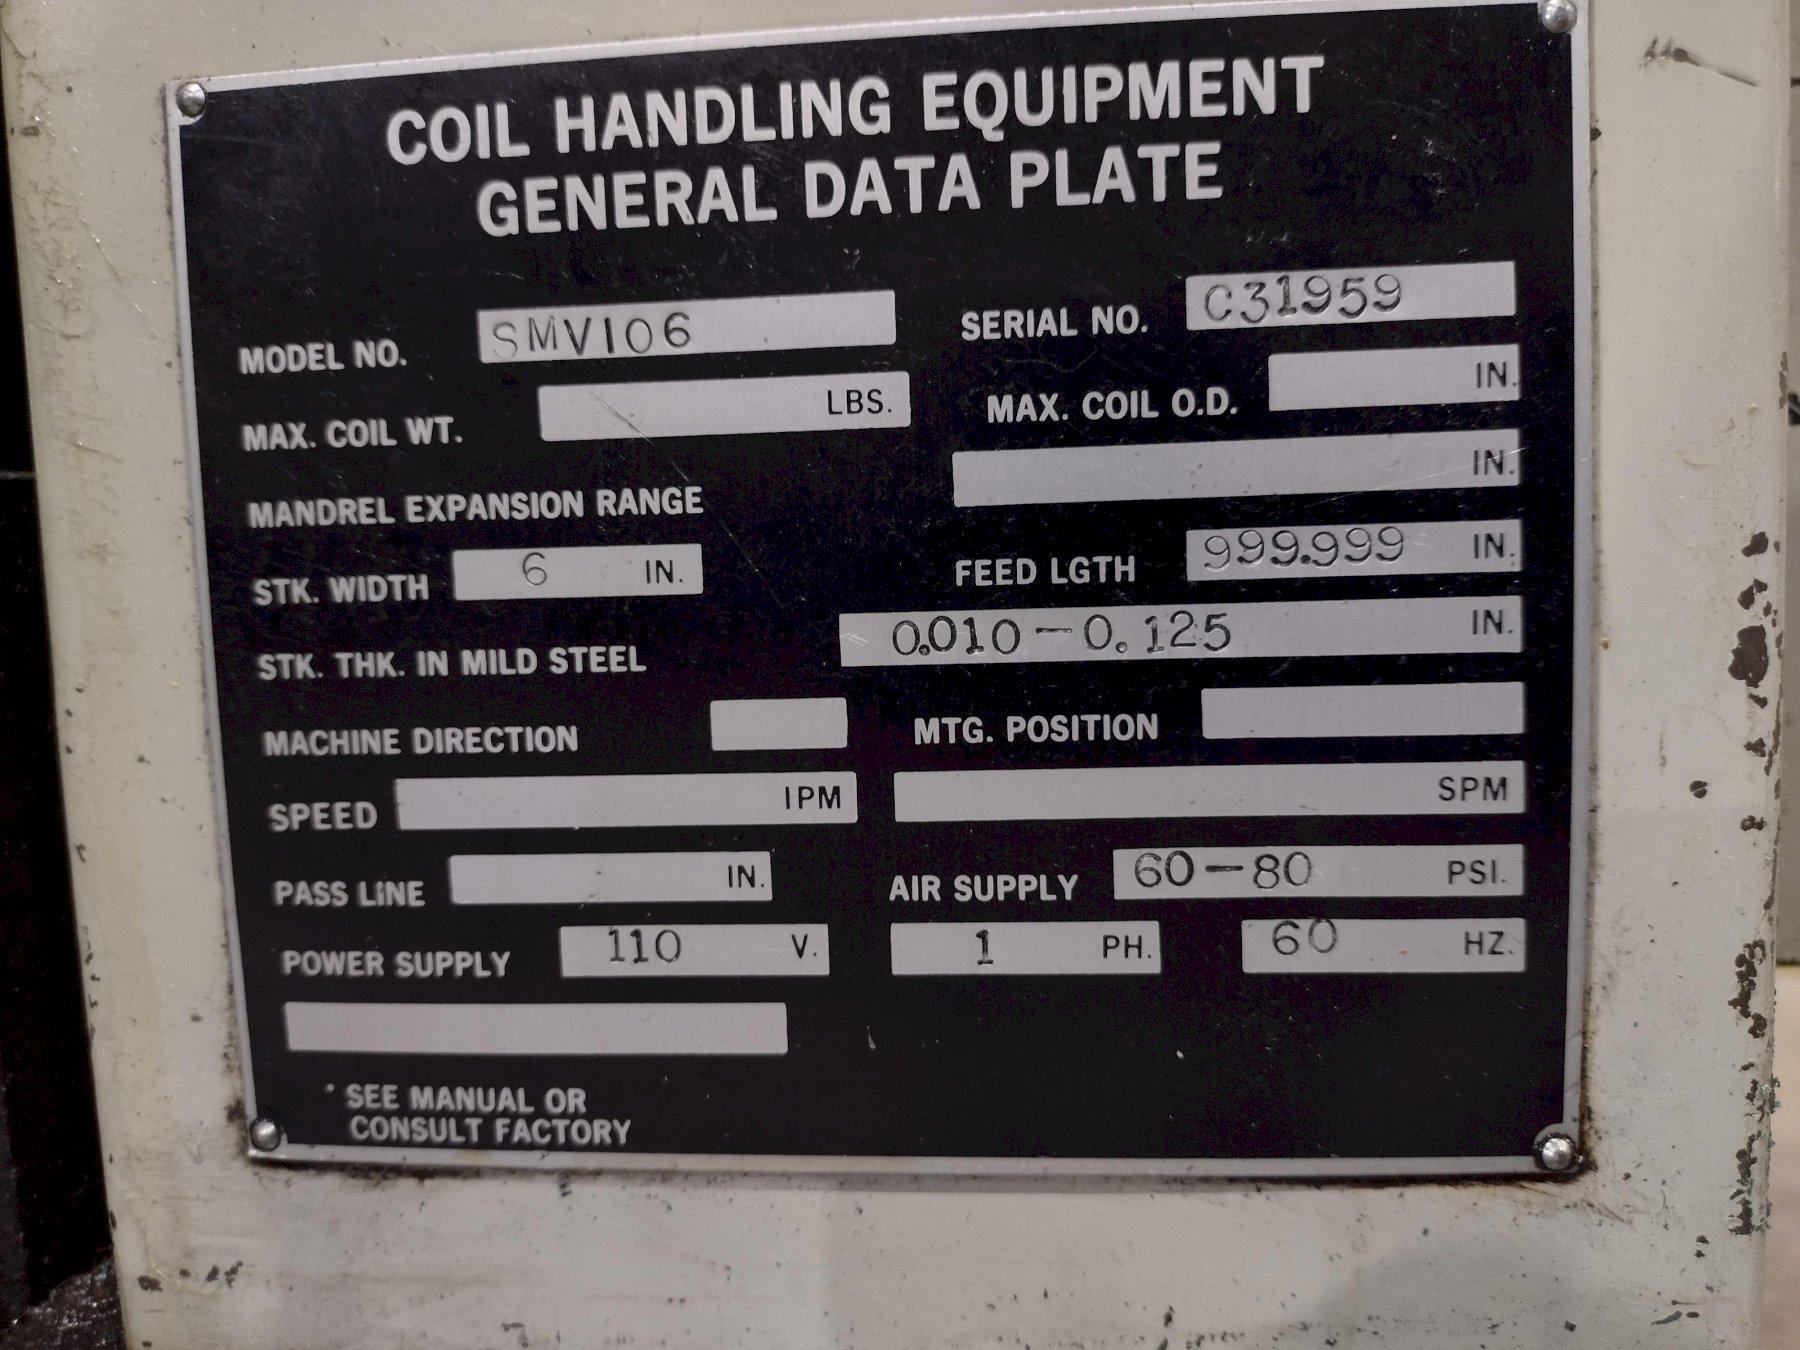 COIL HANDLING EQUIPMENT
GENERAL DATA PLATE
MODEL NO. SMV106 SERIAL NO. C31959
MAX. COIL WT. LBS. MAX. COIL O.D. IN.
MANDREL EXPANSION RANGE IN.
STK. WIDTH 6 IN. FEED LGTH 999.999 IN.
STK. THK. IN MILD STEEL 0.010-0.125 IN.
MACHINE DIRECTION MTG. POSITION
SPEED IPM SPM
PASS LINE IN. AIR SUPPLY 60-80 PSI.
POWER SUPPLY 110 V. 1 PH. 60 HZ.
* SEE MANUAL OR
CONSULT FACTORY